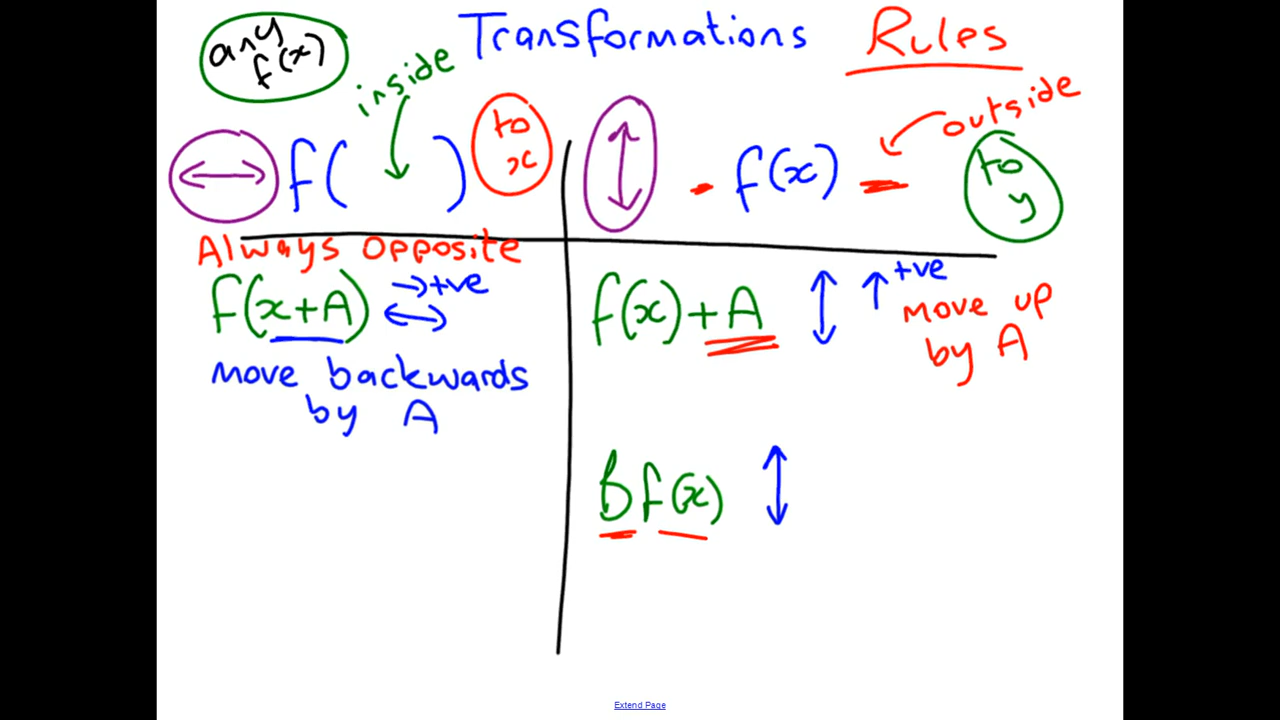 any
f(x)
Transformations Rules
inside
outside
f( )
to
x
- f(x) -
to
y
Always Opposite
f(x+A) →+ve
move backwards
by A
f(x)+A
+ve
move up
by A
Bf(x)
Extend Page